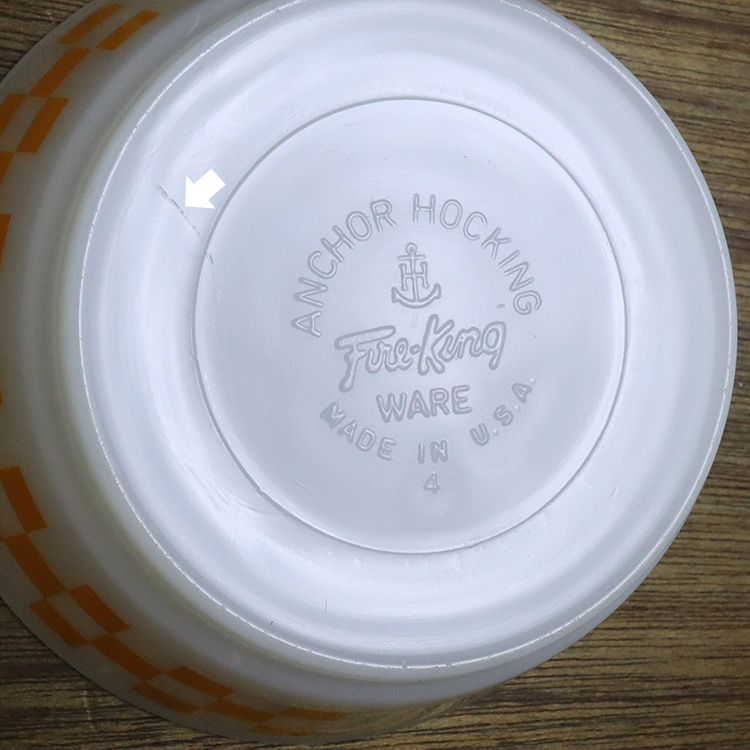 ANCHOR HOCKING
H
Fire-King
WARE
MADE IN U.S.A.
4